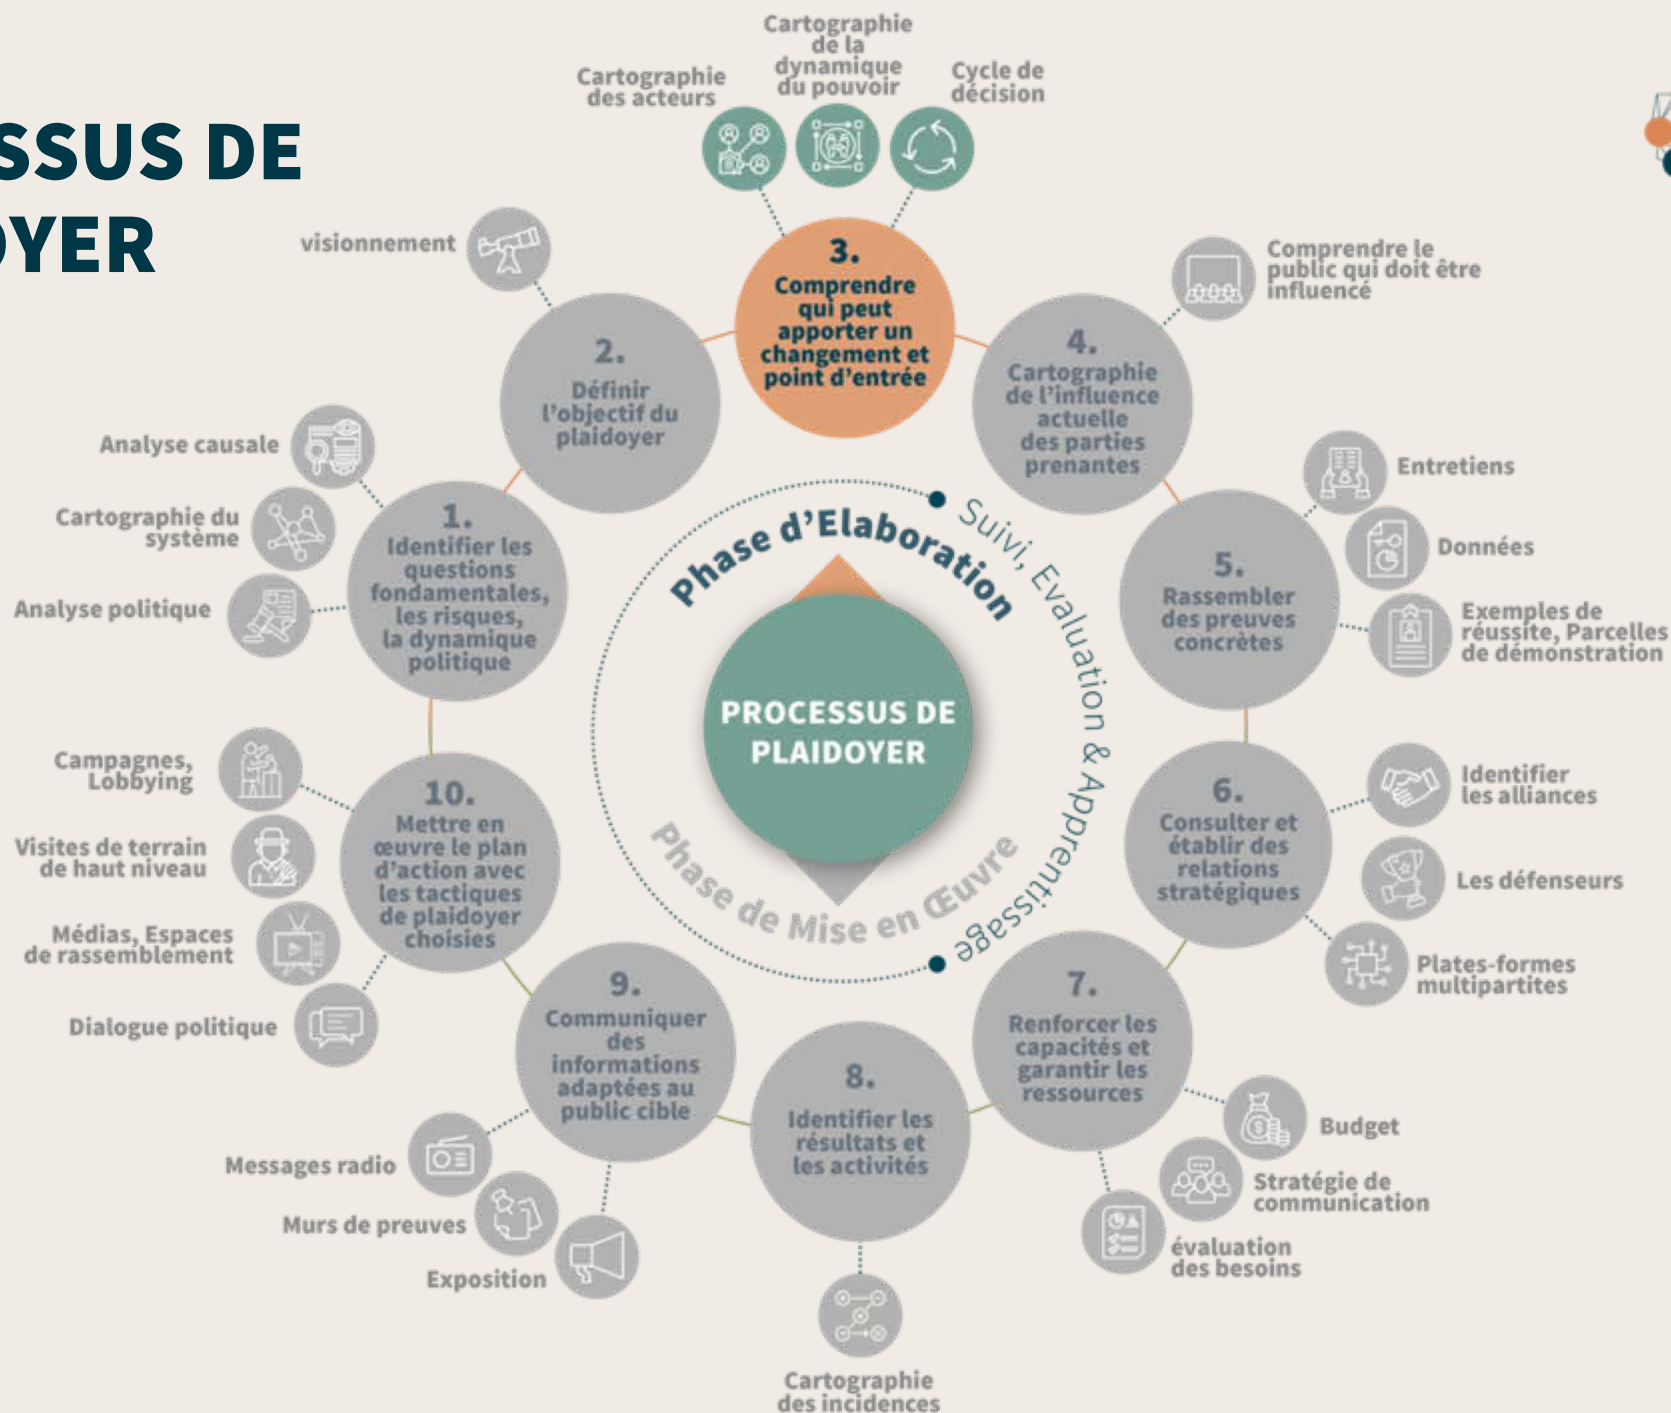 SSUS DE
OYER
Cartographie
des acteurs
Cartographie
de la
dynamique
du pouvoir
Cycle de
décision
visionnement
3.
Comprendre
qui peut
apporter un
changement et
point d'entrée
Comprendre le
public qui doit être
influencé
2.
Définir
l'objectif du
plaidoyer
4.
Cartographie
de l'influence
actuelle
des parties
prenantes
Analyse causale
Cartographie du
système
Analyse politique
1.
Identifier les
questions
fondamentales,
les risques,
la dynamique
politique
Phase d'Elaboration
Suivi, Evaluation & Apprentissage
5.
Rassembler
des preuves
concrètes
Entretiens
Données
Exemples de
réussite, Parcelles
de démonstration
PROCESSUS DE
PLAIDOYER
Phase de Mise en Œuvre
Campagnes,
Lobbying
Visites de terrain
de haut niveau
Médias, Espaces
de rassemblement
Dialogue politique
10.
Mettre en
œuvre le plan
d'action avec
les tactiques
de plaidoyer
choisies
6.
Consulter et
établir des
relations
stratégiques
Identifier
les alliances
Les défenseurs
Plates-formes
multipartites
9.
Communiquer
des
informations
adaptées au
public cible
8.
Identifier les
résultats et
les activités
7.
Renforcer les
capacités et
garantir les
ressources
Messages radio
Murs de preuves
Exposition
Budget
Stratégie de
communication
évaluation
des besoins
Cartographie
des incidences